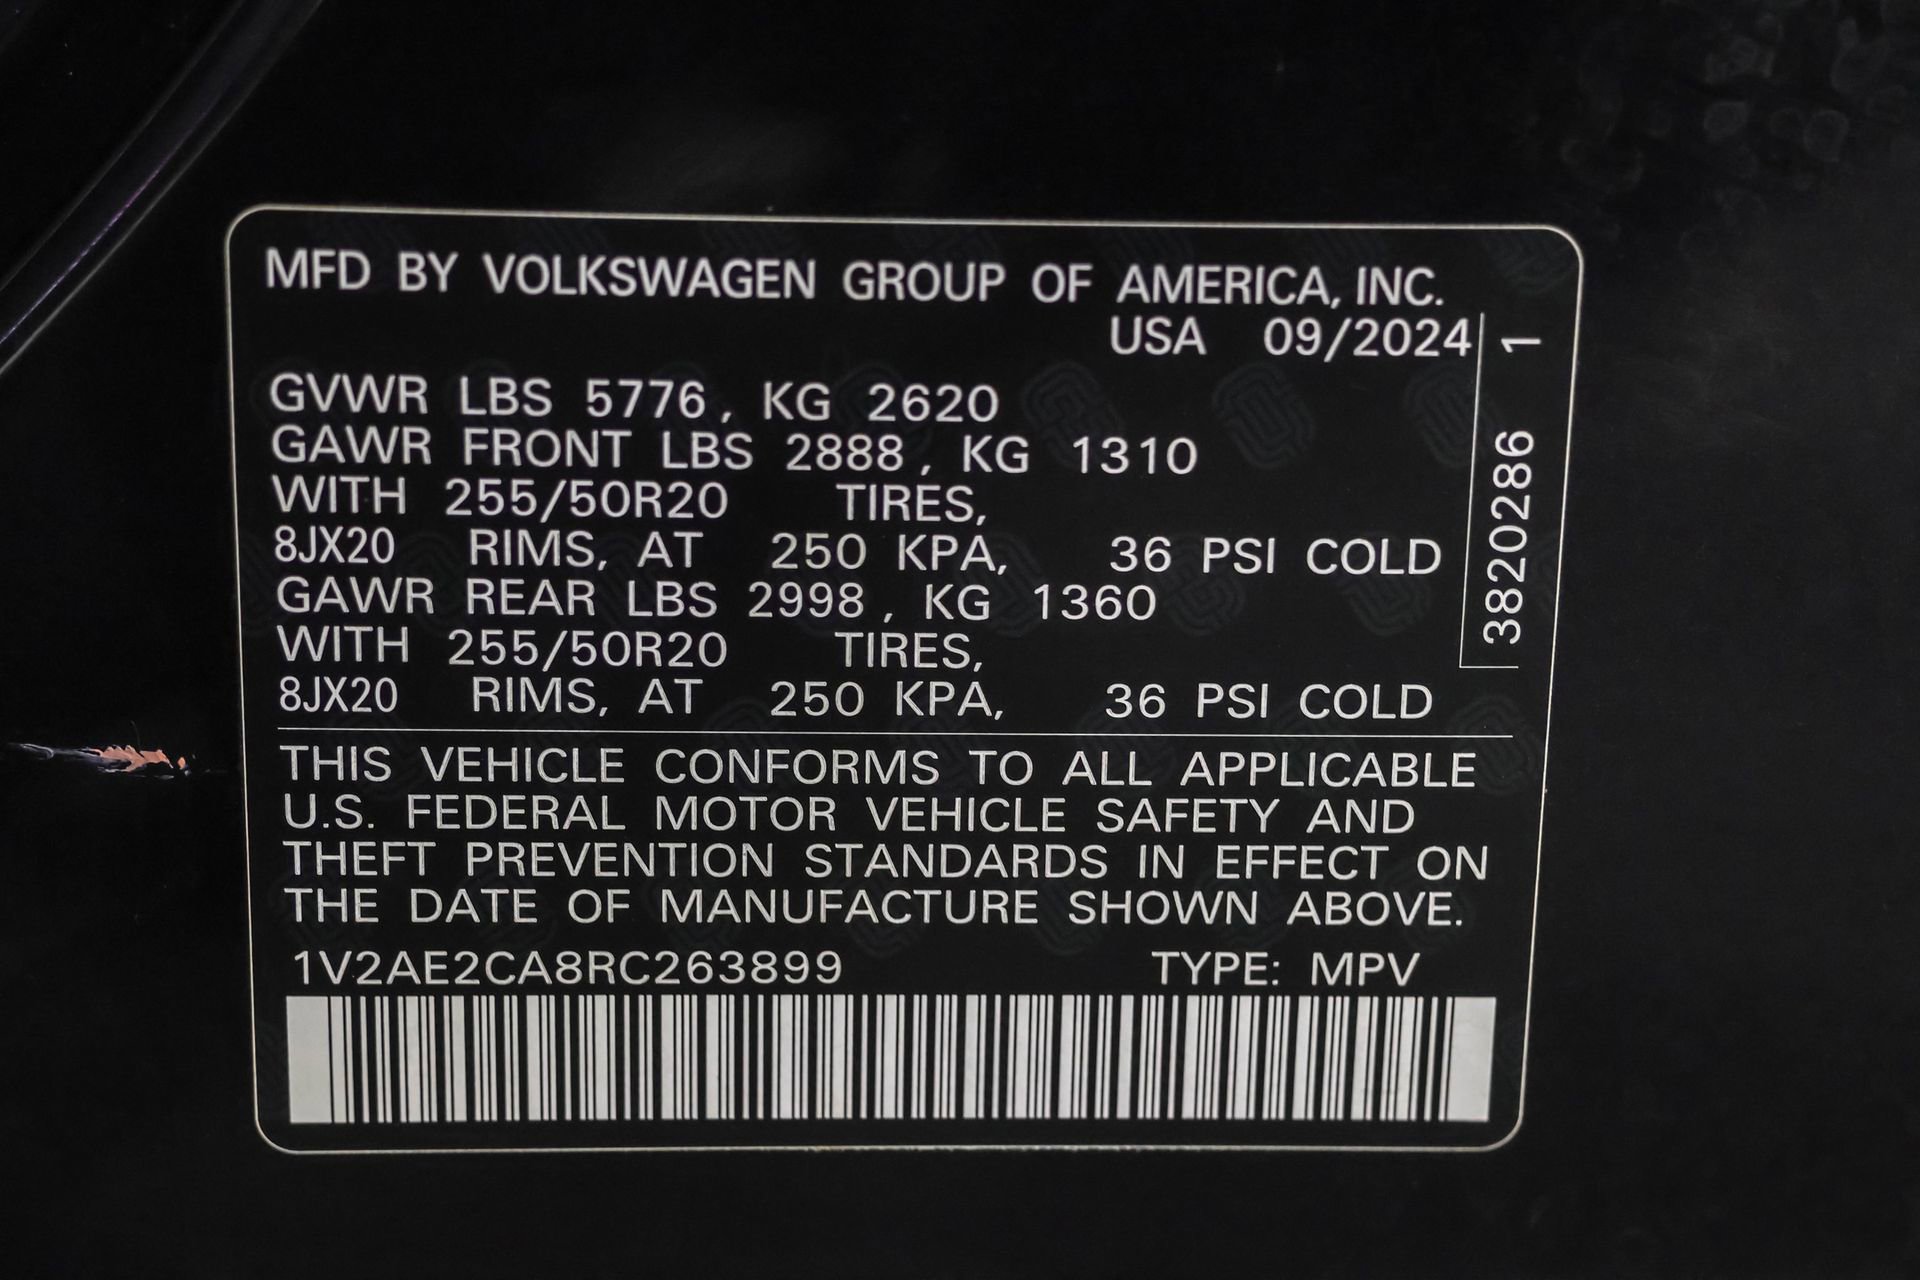 MFD BY VOLKSWAGEN GROUP OF AMERICA, INC.
USA 09/2024
GVWR LBS 5776, KG 2620
GAWR FRONT LBS 2888, KG 1310
WITH 255/50R20 TIRES,
8JX20 RIMS, AT 250 KPA, 36 PSI COLD
GAWR REAR LBS 2998, KG 1360
WITH 255/50R20 TIRES,
8JX20 RIMS, AT 250 KPA, 36 PSI COLD
3820286 1
THIS VEHICLE CONFORMS TO ALL APPLICABLE
U.S. FEDERAL MOTOR VEHICLE SAFETY AND
THEFT PREVENTION STANDARDS IN EFFECT ON
THE DATE OF MANUFACTURE SHOWN ABOVE.
1V2AE2CA8RC263899 TYPE: MPV